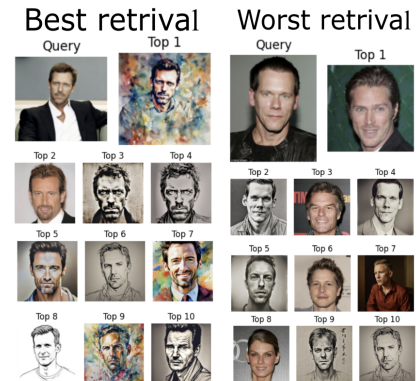 Best retrival
Query
Top 1
Top 2
Top 3
Top 4
Top 5
Top 6
Top 7
Top 8
Top 9
Top 10
Worst retrival
Query
Top 1
Top 2
Top 3
Top 4
Top 5
Top 6
Top 7
Top 8
Top 9
Top 10